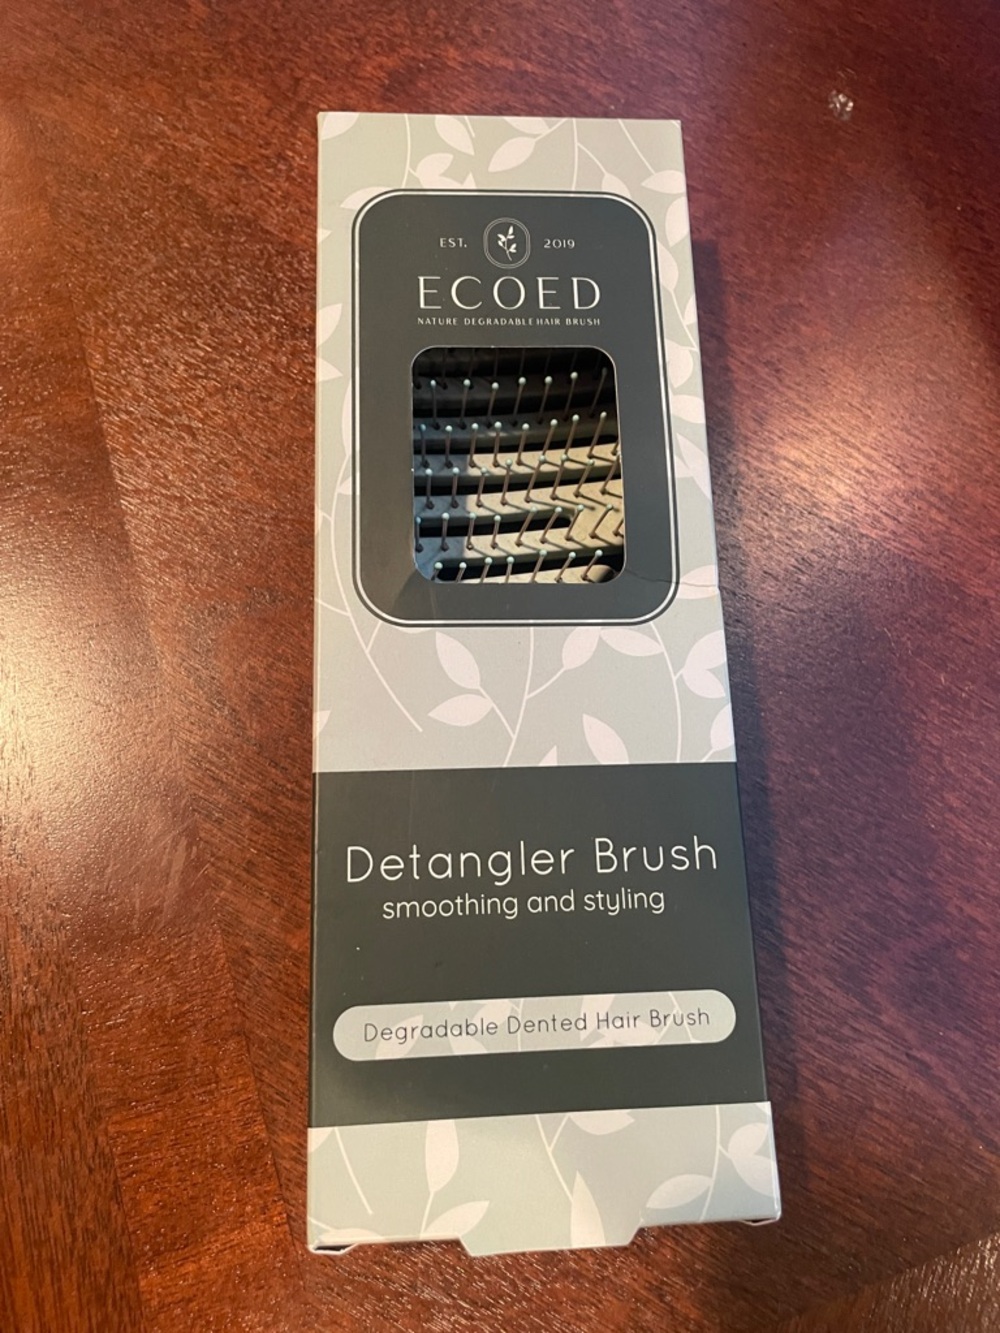 EST. 2019
ECOED
NATURE DEGRADABLE HAIR BRUSH
Detangler Brush
smoothing and styling
Degradable Dented Hair Brush